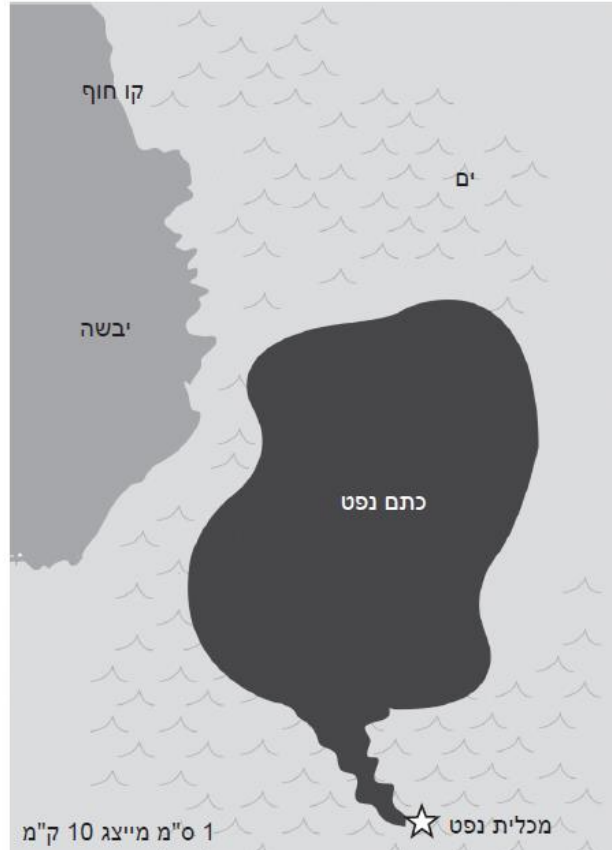 קו חוף
ים
יבשה
כתם נפט
מכלית נפט
1 ס"מ מייצג 10 ק"מ